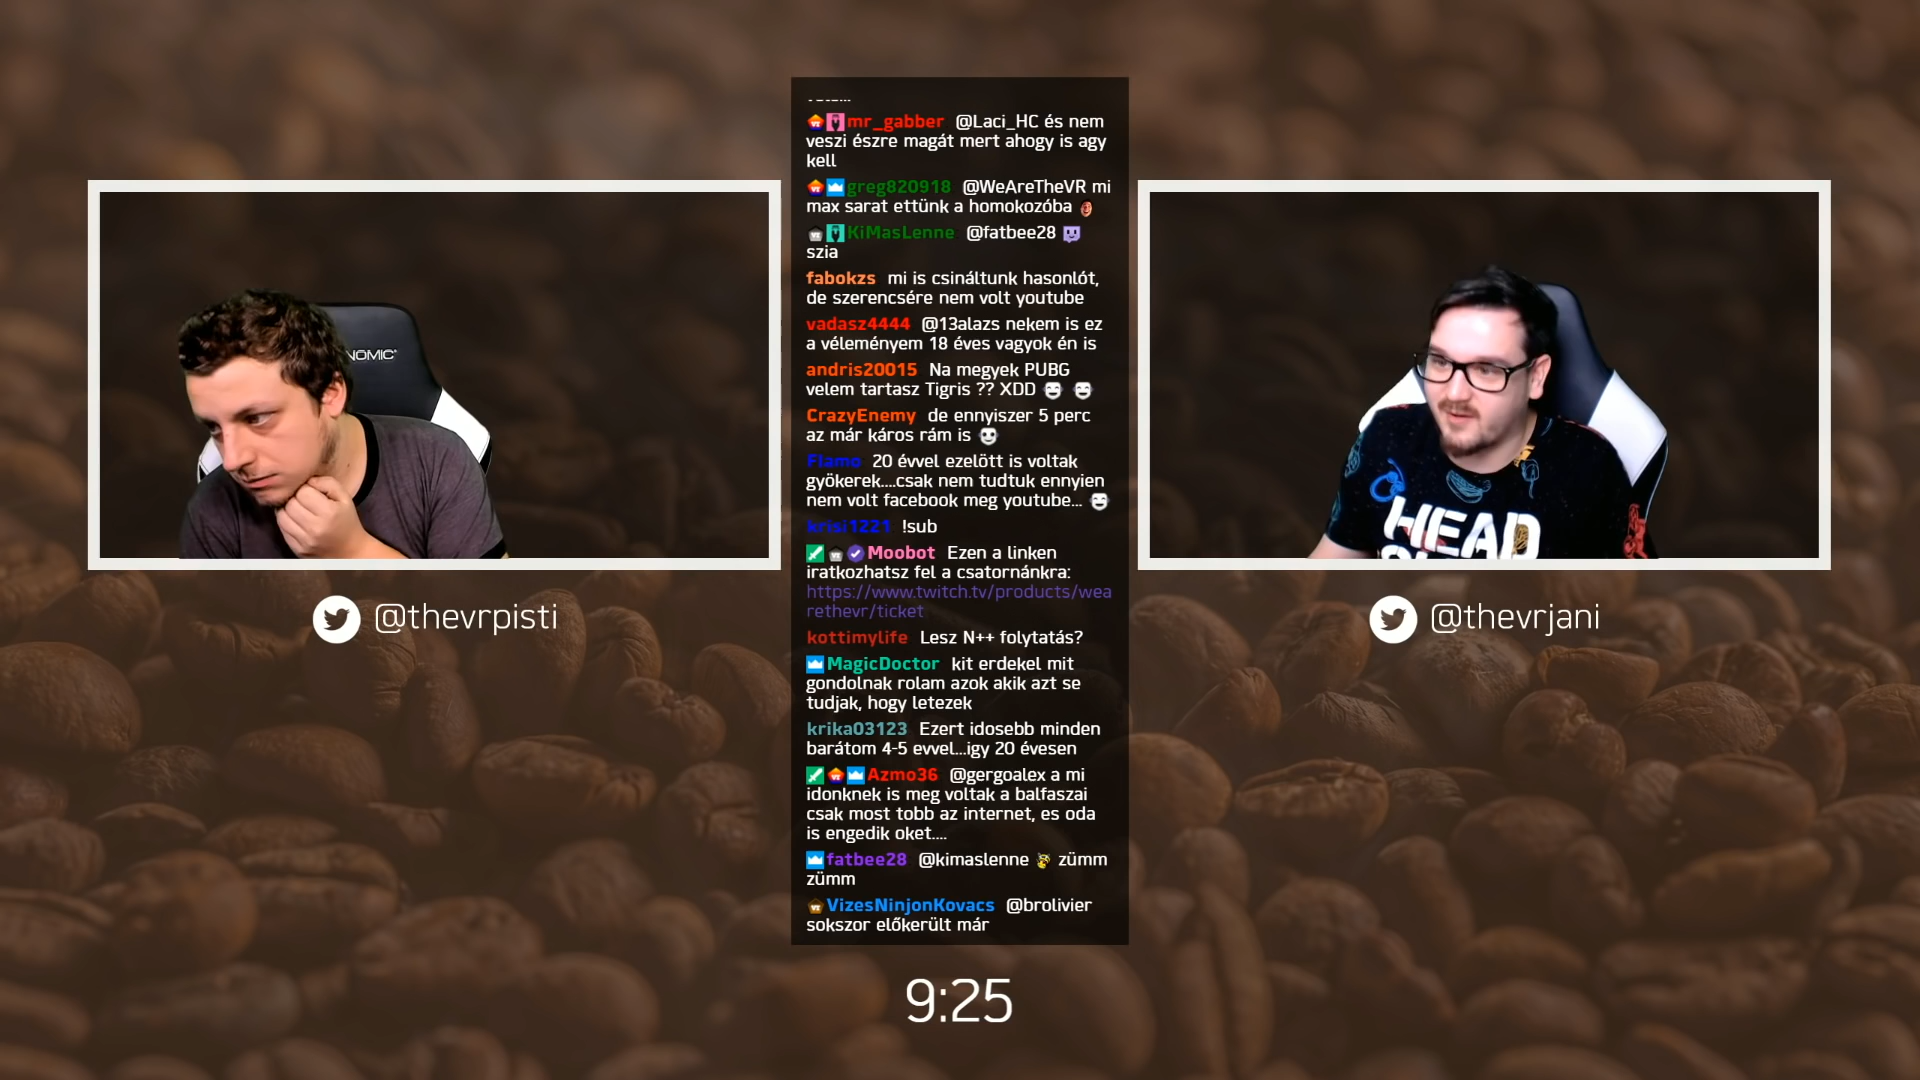 mr_gabber @Laci_HC és nem
veszi észre magát mert ahogy is agy
kell
greg820918 @WeAreTheVR mi
max sarat ettünk a homokozóba
KiMasLenne @fatbee28
szia
fabokzs mi is csináltunk hasonlót,
de szerencsére nem volt youtube
vadasz4444 @13alazs nekem is ez
a véleményem 18 éves vagyok én is
andris20015 Na megyek PUBG
velem tartasz Tigris ?? XDD
CrazyEnemy de ennyiszer 5 perc
az már káros rám is
Flamo 20 évvel ezelött is voltak
gyökerek....csak nem tudtuk ennyien
nem volt facebook meg youtube...
krisi1221 !sub
Moobot Ezen a linken
iratkozhatsz fel a csatornánkra:
https://www.twitch.tv/products/wea
rethevr/ticket
kottimylife Lesz N++ folytatás?
MagicDoctor kit erdekel mit
gondolnak rolam azok akik azt se
tudjak, hogy letezek
krika03123 Ezert idosebb minden
barátom 4-5 evvel...igy 20 évesen
Azmo36 @gergoalex a mi
idonknek is meg voltak a balfaszai
csak most tobb az internet, es oda
is engedik oket....
fatbee28 @kimaslenne zümm
zümm
VizesNinjonKovacs @brolivier
sokszor előkerült már
NOMIC
@thevrpisti
HEAD
@thevrjani
9:25